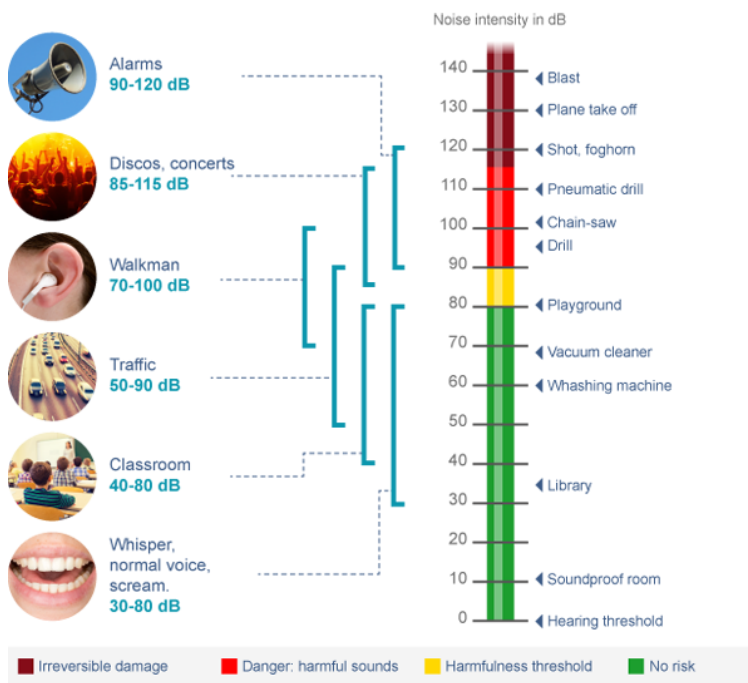 Noise intensity in dB
Alarms
90-120 dB
Discos, concerts
85-115 dB
Walkman
70-100 dB
Traffic
50-90 dB
Classroom
40-80 dB
Whisper,
normal voice,
scream.
30-80 dB
140
Blast
130
Plane take off
120
Shot, foghorn
110
Pneumatic drill
100
Chain-saw
Drill
90
80
Playground
70
Vacuum cleaner
60
Whashing machine
50
40
Library
30
20
10
Soundproof room
0
Hearing threshold
Irreversible damage
Danger: harmful sounds
Harmfulness threshold
No risk